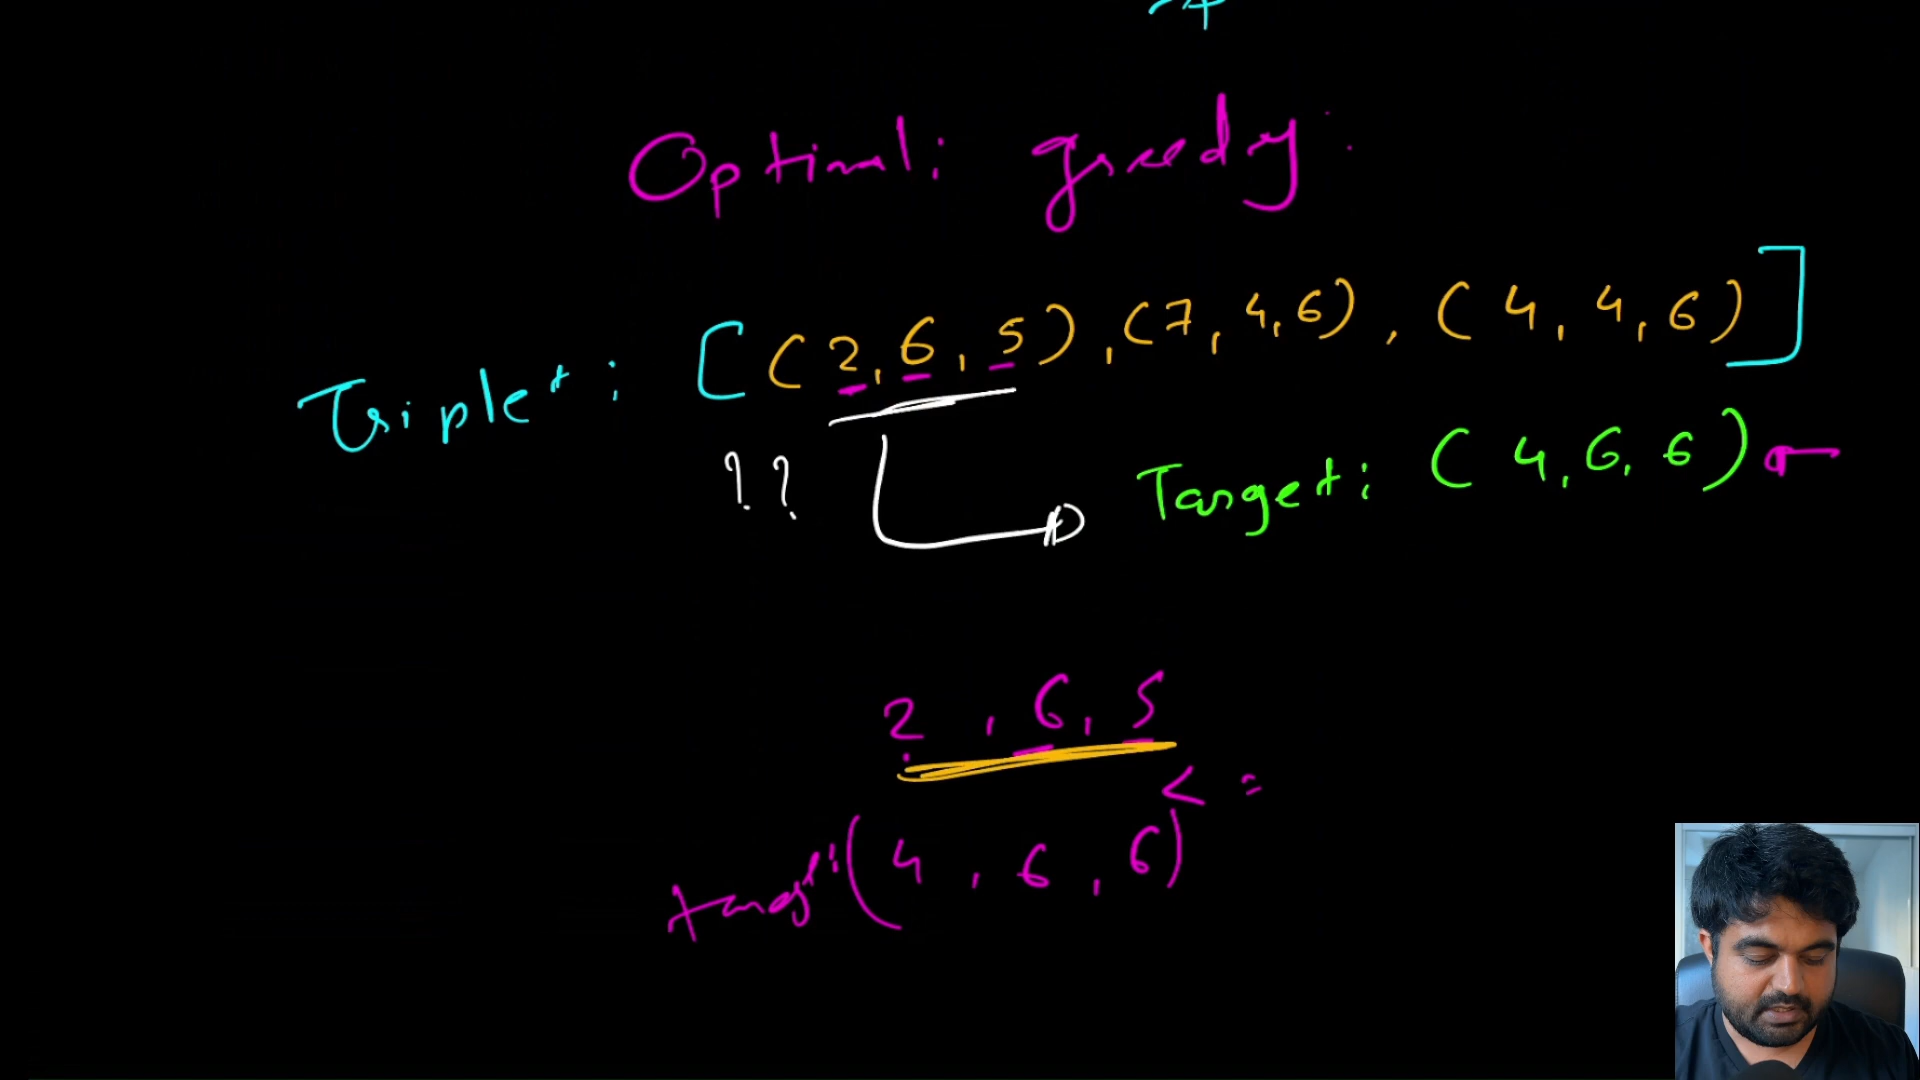 Optimal: greedy:
Triplet: [(2, 6, 5), (7, 4, 6), (4, 4, 6)]
?? Target: (4, 6, 6)
2, 6, 5
< =
target: (4, 6, 6)